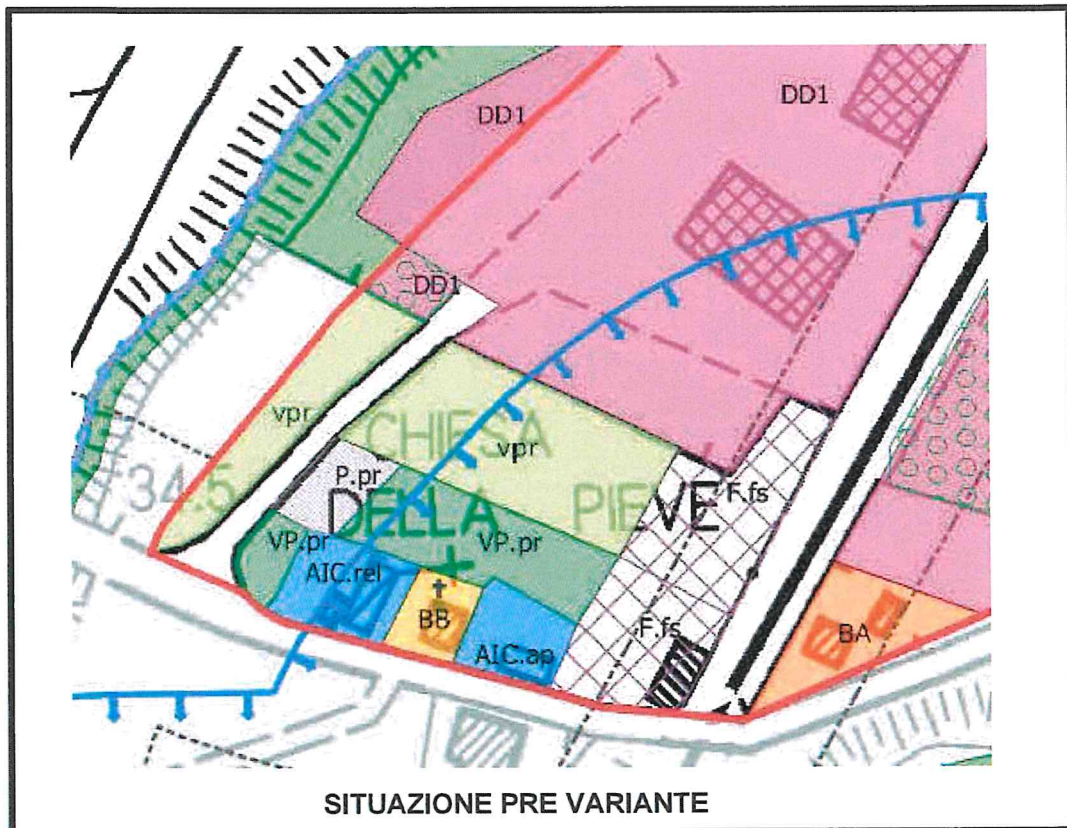 DD1
DD1
DD1
vpr
CHIESA
vpr
34.5
P.pr
DELLA PIEVE
F.fs
VP.pr
VP.pr
AIC.rel
BB
F.fs
BA
AIC.ap
SITUAZIONE PRE VARIANTE